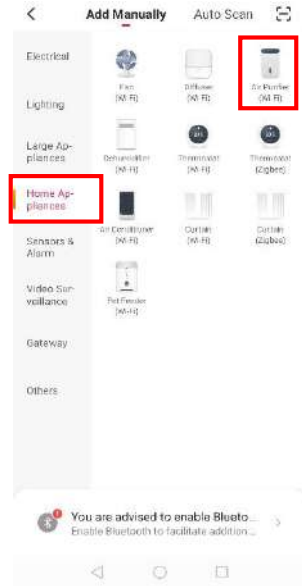 Add Manually Auto Scan
Electrical
Lighting
Large Ap-
pliances
Home Ap-
pliances
Sensors &
Alarm
Video Sur-
veillance
Gateway
Others
Fan
(Wi-Fi)
Diffuser
(Wi-Fi)
Air Purifier
(Wi-Fi)
Dehumidifier
(Wi-Fi)
Thermostat
(Wi-Fi)
Thermostat
(Zigbee)
Air Conditioner
(Wi-Fi)
Curtain
(Wi-Fi)
Curtain
(Zigbee)
Pet Feeder
(Wi-Fi)
You are advised to enable Blueto...
Enable Bluetooth to facilitate addition ...